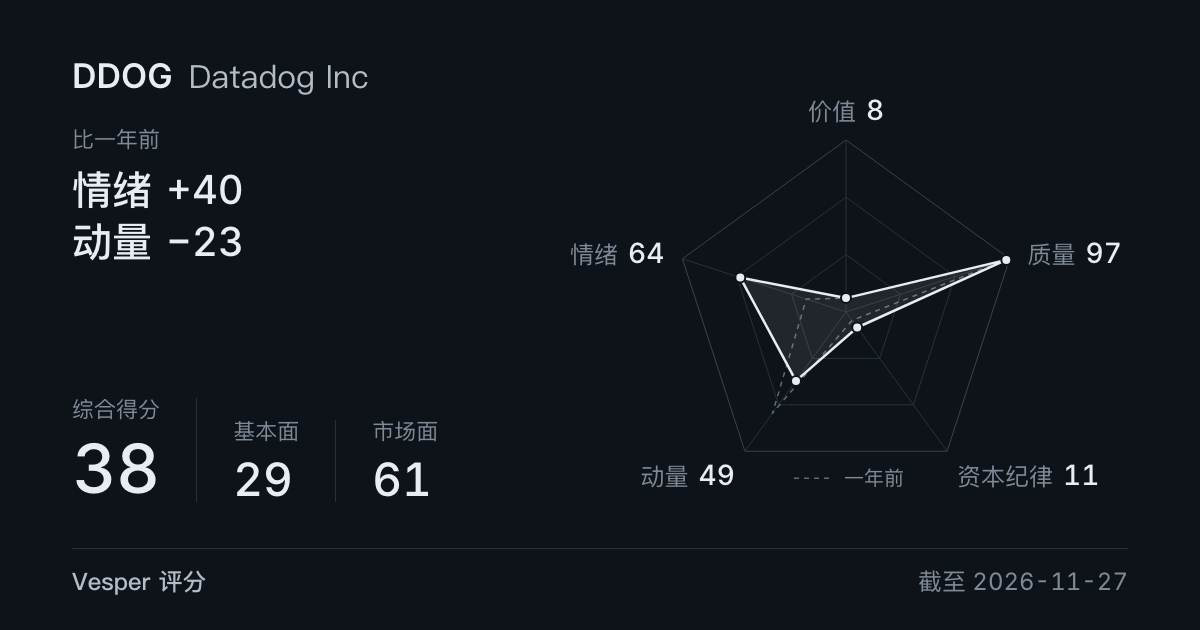 DDOG Datadog Inc
比一年前
情绪 +40
动量 −23
价值 8
情绪 64
质量 97
动量 49
一年前
资本纪律 11
综合得分
38
基本面
29
市场面
61
Vesper 评分
截至 2026-11-27